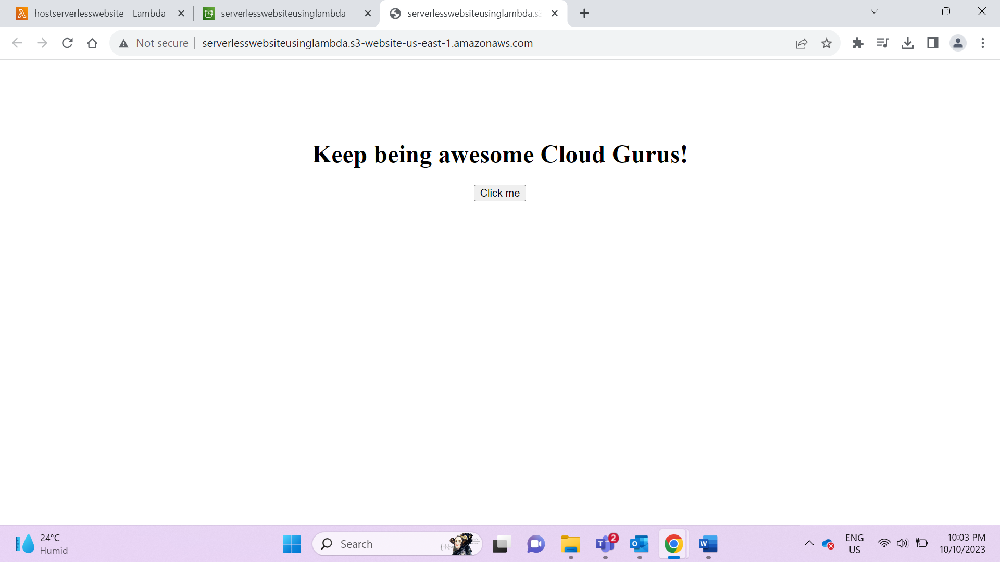 hostserverlesswebsite - Lambda
serverlesswebsiteusinglambda -
serverlesswebsiteusinglambda.s3
Not secure
serverlesswebsiteusinglambda.s3-website-us-east-1.amazonaws.com
Keep being awesome Cloud Gurus!
Click me
24°C
Humid
Search
2
ENG
US
10:03 PM
10/10/2023